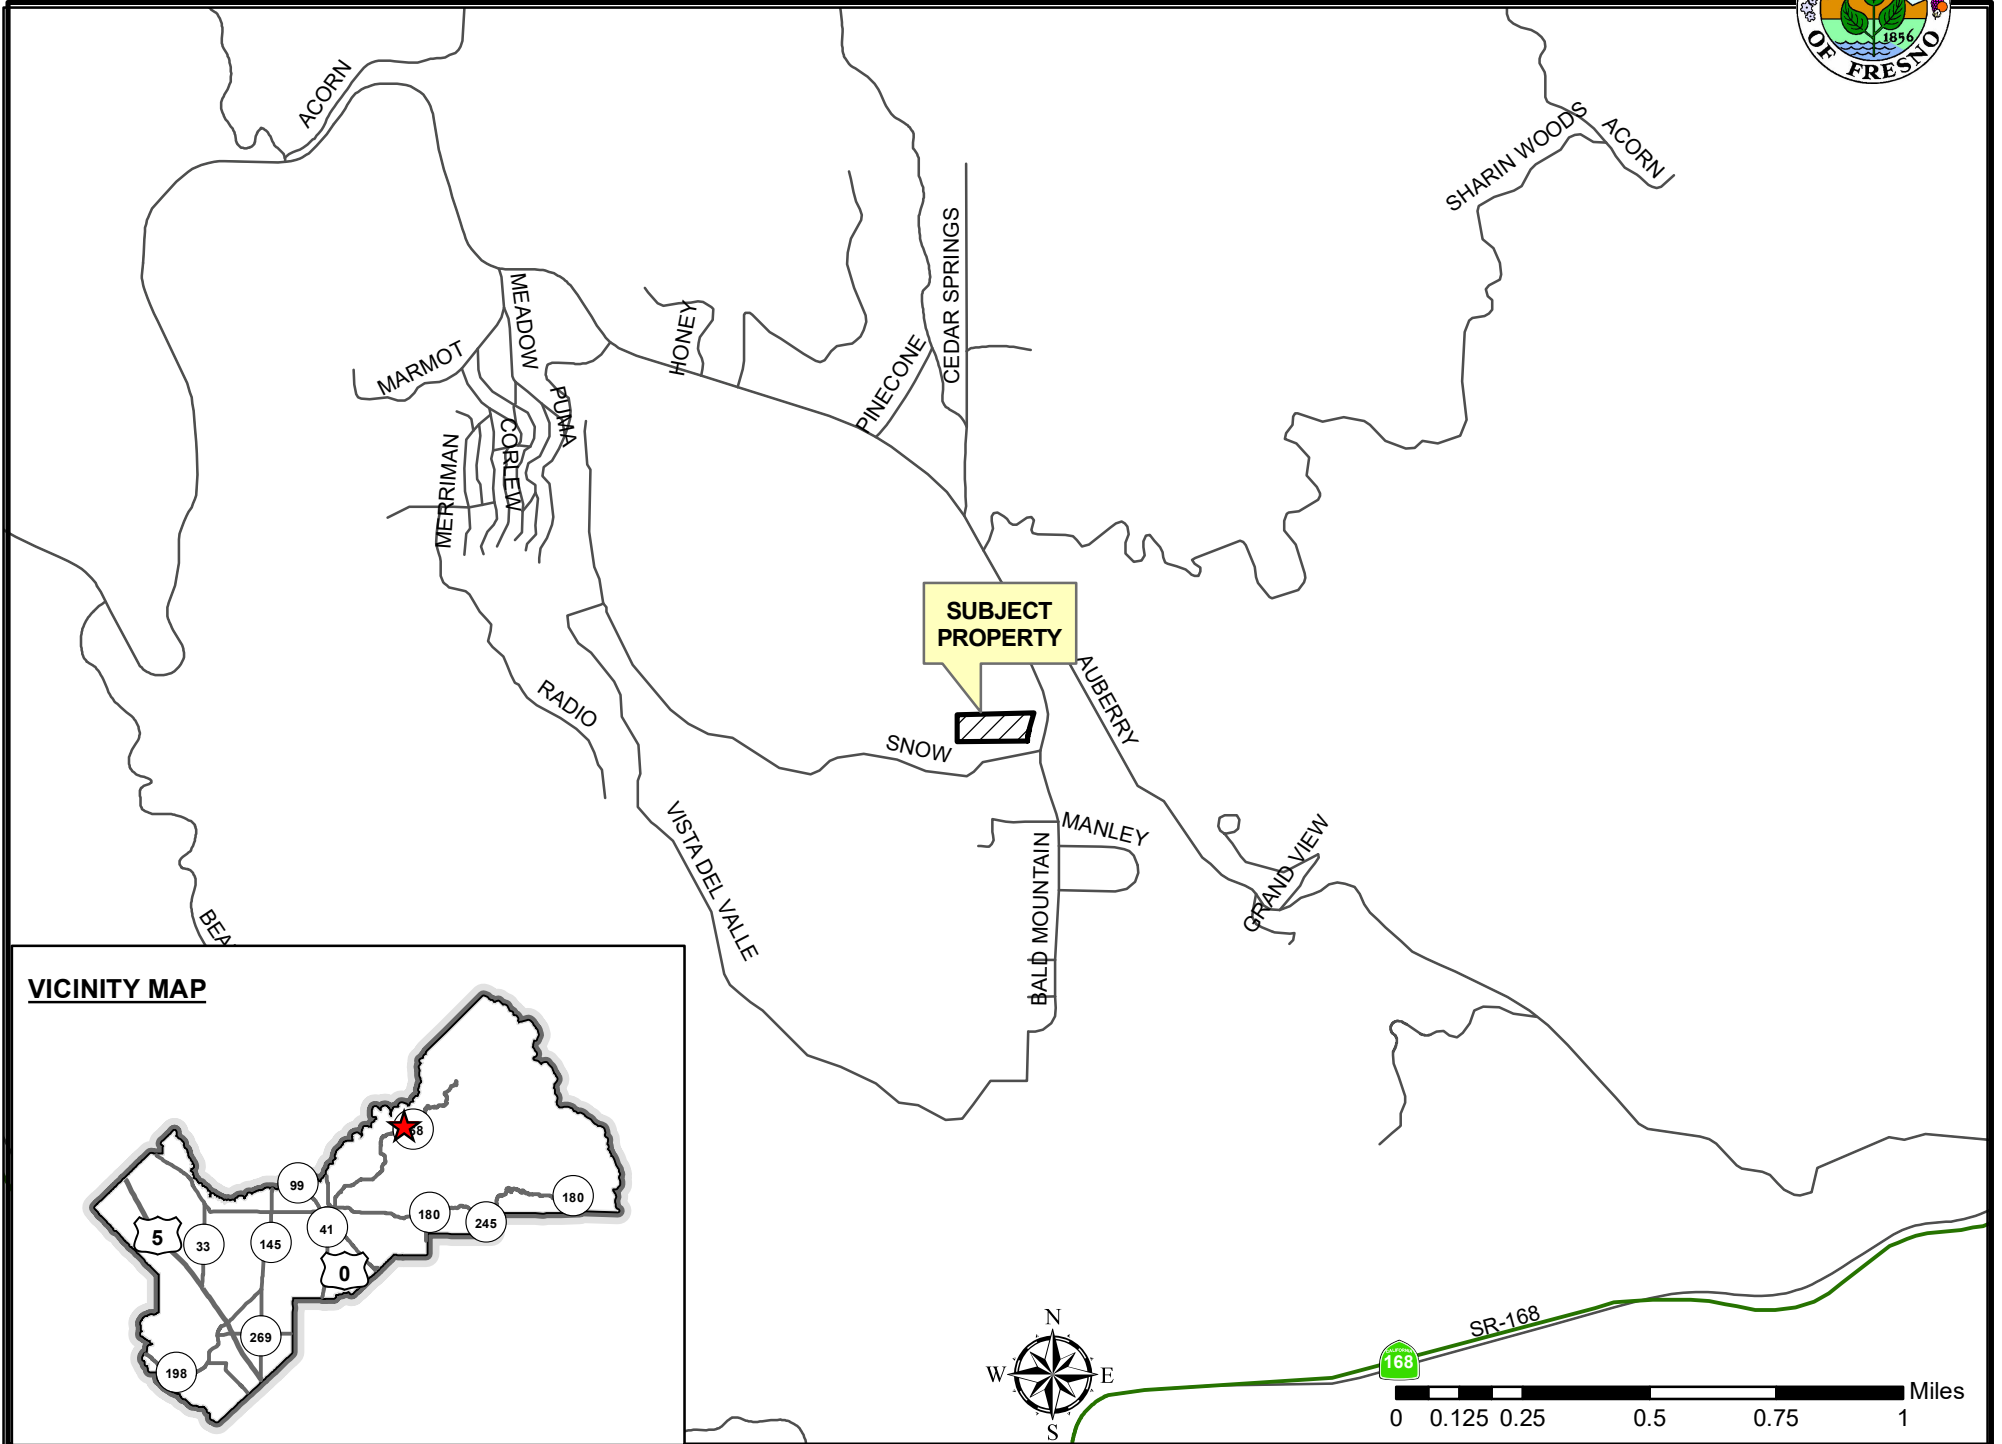 1856
OF FRESNO
ACORN
SHARIN WOODS
ACORN
CEDAR SPRINGS
MEADOW
HONEY
PINECONE
MARMOT
PUMA
CORLEW
MERRIMAN
SUBJECT
PROPERTY
AUBERRY
RADIO
SNOW
VISTA DEL VALLE
MANLEY
GRAND VIEW
BALD MOUNTAIN
BEA
VICINITY MAP
99
180
180
245
41
5
33
145
0
269
198
N
W
E
S
SR-168
CALIFORNIA
168
Miles
0 0.125 0.25 0.5 0.75 1